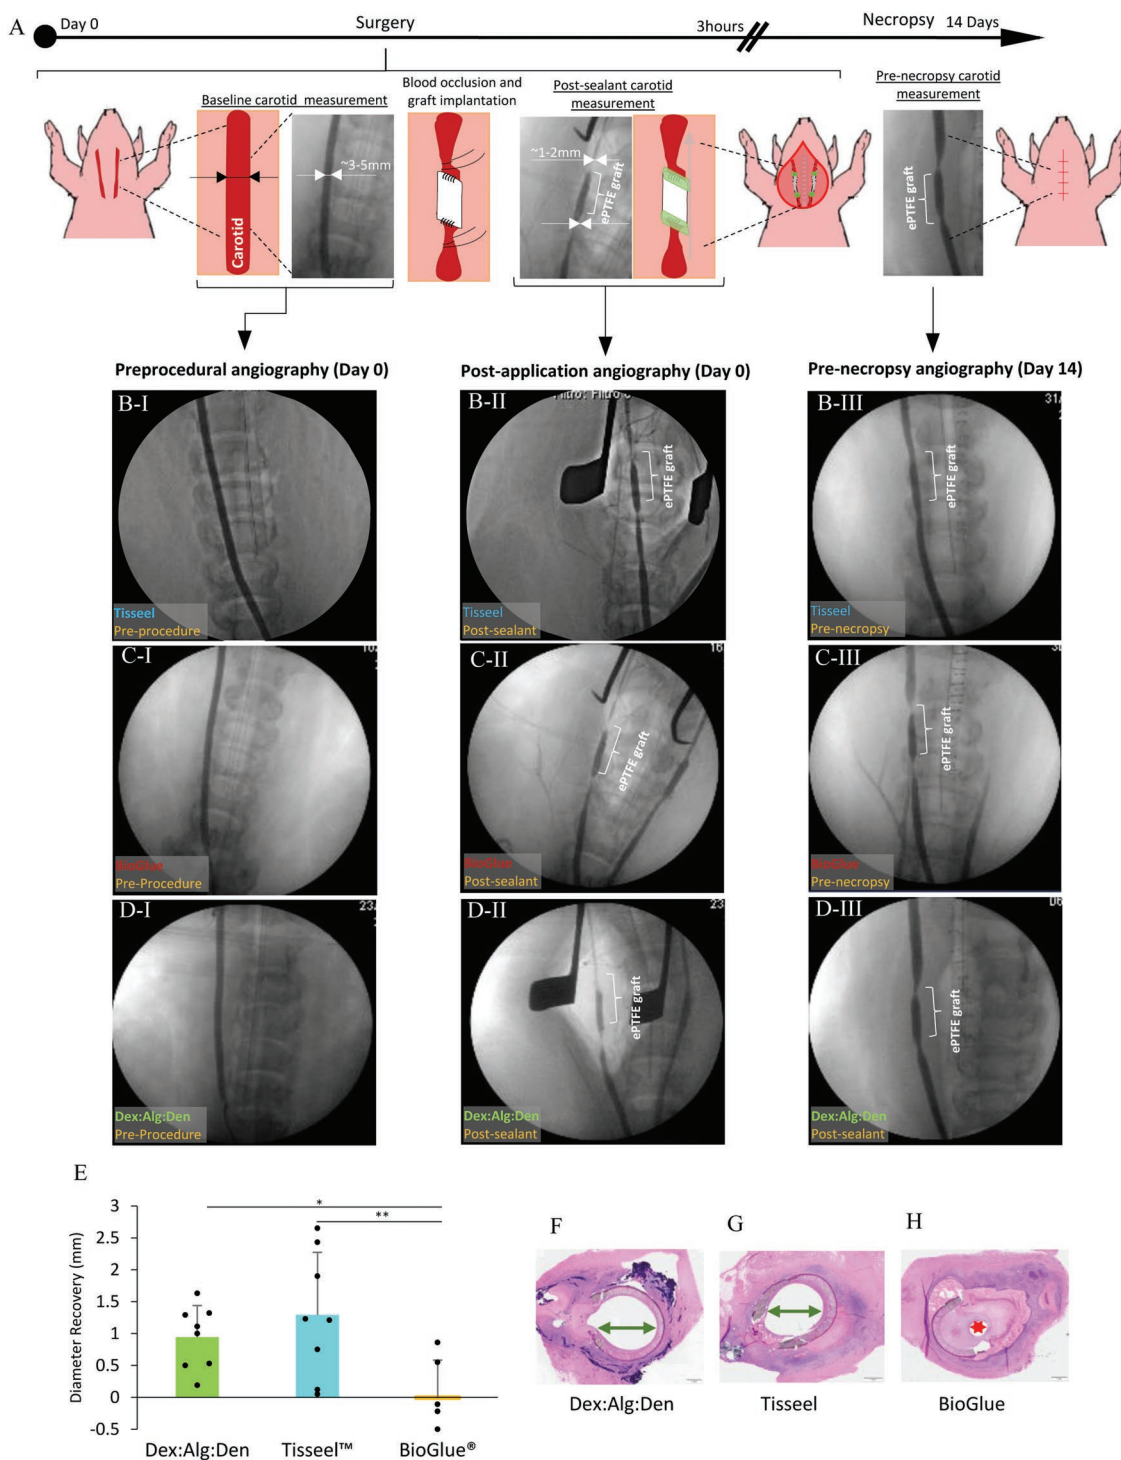 A
Day 0
Surgery
3hours
Necropsy 14 Days
Baseline carotid measurement
Blood occlusion and
graft implantation
Post-sealant carotid
measurement
Pre-necropsy carotid
measurement
~3-5mm
Carotid
~1-2mm
ePTFE graft
ePTFE graft
Preprocedural angiography (Day 0)
Post-application angiography (Day 0)
Pre-necropsy angiography (Day 14)
B-I
Tisseel
Pre-procedure
B-II
ePTFE graft
Tisseel
Post-sealant
B-III
31/
ePTFE graft
Tisseel
Pre-necropsy
C-I
BioGlue
Pre-Procedure
C-II
16
ePTFE graft
BioGlue
Post-sealant
C-III
ePTFE graft
BioGlue
Pre-necropsy
D-I
Dex:Alg:Den
Pre-Procedure
D-II
23
ePTFE graft
Dex:Alg:Den
Post-sealant
D-III
ePTFE graft
Dex:Alg:Den
Post-sealant
E
Diameter Recovery (mm)
3
2.5
2
1.5
1
0.5
0
-0.5
*
**
Dex:Alg:Den
Tisseel™
BioGlue®
F
Dex:Alg:Den
G
Tisseel
H
BioGlue